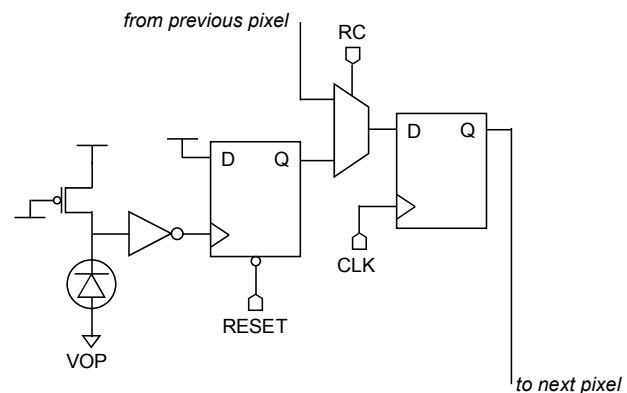 from previous pixel
RC
D Q
D Q
CLK
RESET
VOP
to next pixel